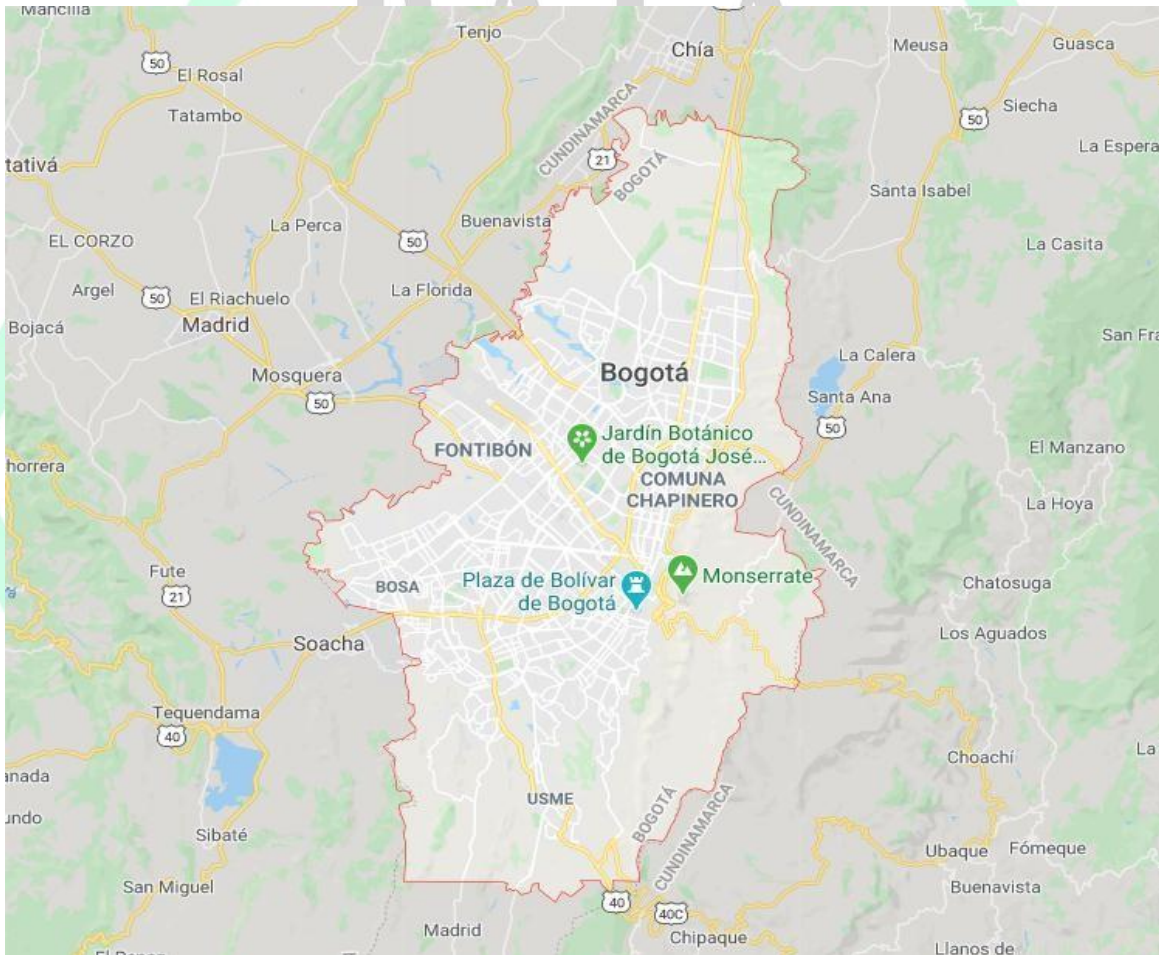 Mancilla
Tenjo
Chía
Meusa
Guasca
50
El Rosal
Tatambo
CUNDINAMARCA
Siecha
50
tativá
21
BOGOTÁ
La Espera
Santa Isabel
La Perca
Buenavista
EL CORZO
50
La Casita
Argel
50
El Riachuelo
La Florida
Bojacá
Madrid
San Fra
La Calera
Mosquera
Bogotá
Santa Ana
50
50
Jardín Botánico
de Bogotá José...
FONTIBÓN
El Manzano
horrera
COMUNA
CHAPINERO
La Hoya
CUNDINAMARCA
Fute
Monserrate
Chatosuga
BOSA
Plaza de Bolívar
de Bogotá
21
Soacha
Los Aguados
Tequendama
40
Choachí
La
anada
USME
BOGOTÁ
CUNDINAMARCA
undo
Sibaté
Ubaque
Fómeque
San Miguel
Buenavista
40
40C
Madrid
Chipaque
Llanos de